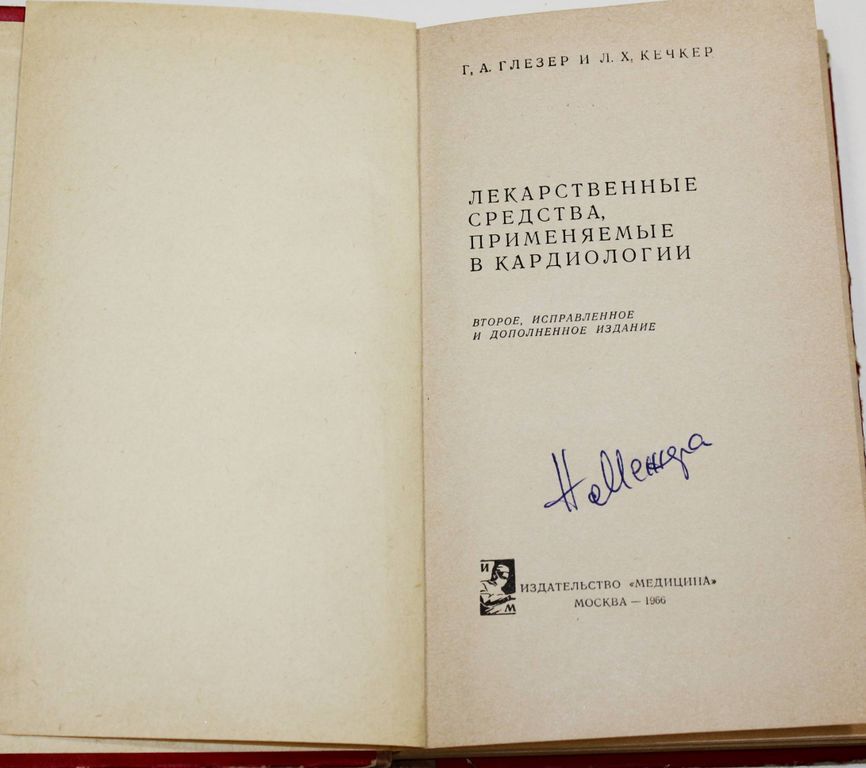 Г. А. ГЛЕЗЕР И Л. Х. КЕЧКЕР
ЛЕКАРСТВЕННЫЕ
СРЕДСТВА,
ПРИМЕНЯЕМЫЕ
В КАРДИОЛОГИИ
ВТОРОЕ, ИСПРАВЛЕННОЕ
И ДОПОЛНЕННОЕ ИЗДАНИЕ
И
М
ИЗДАТЕЛЬСТВО «МЕДИЦИНА»
МОСКВА — 1966